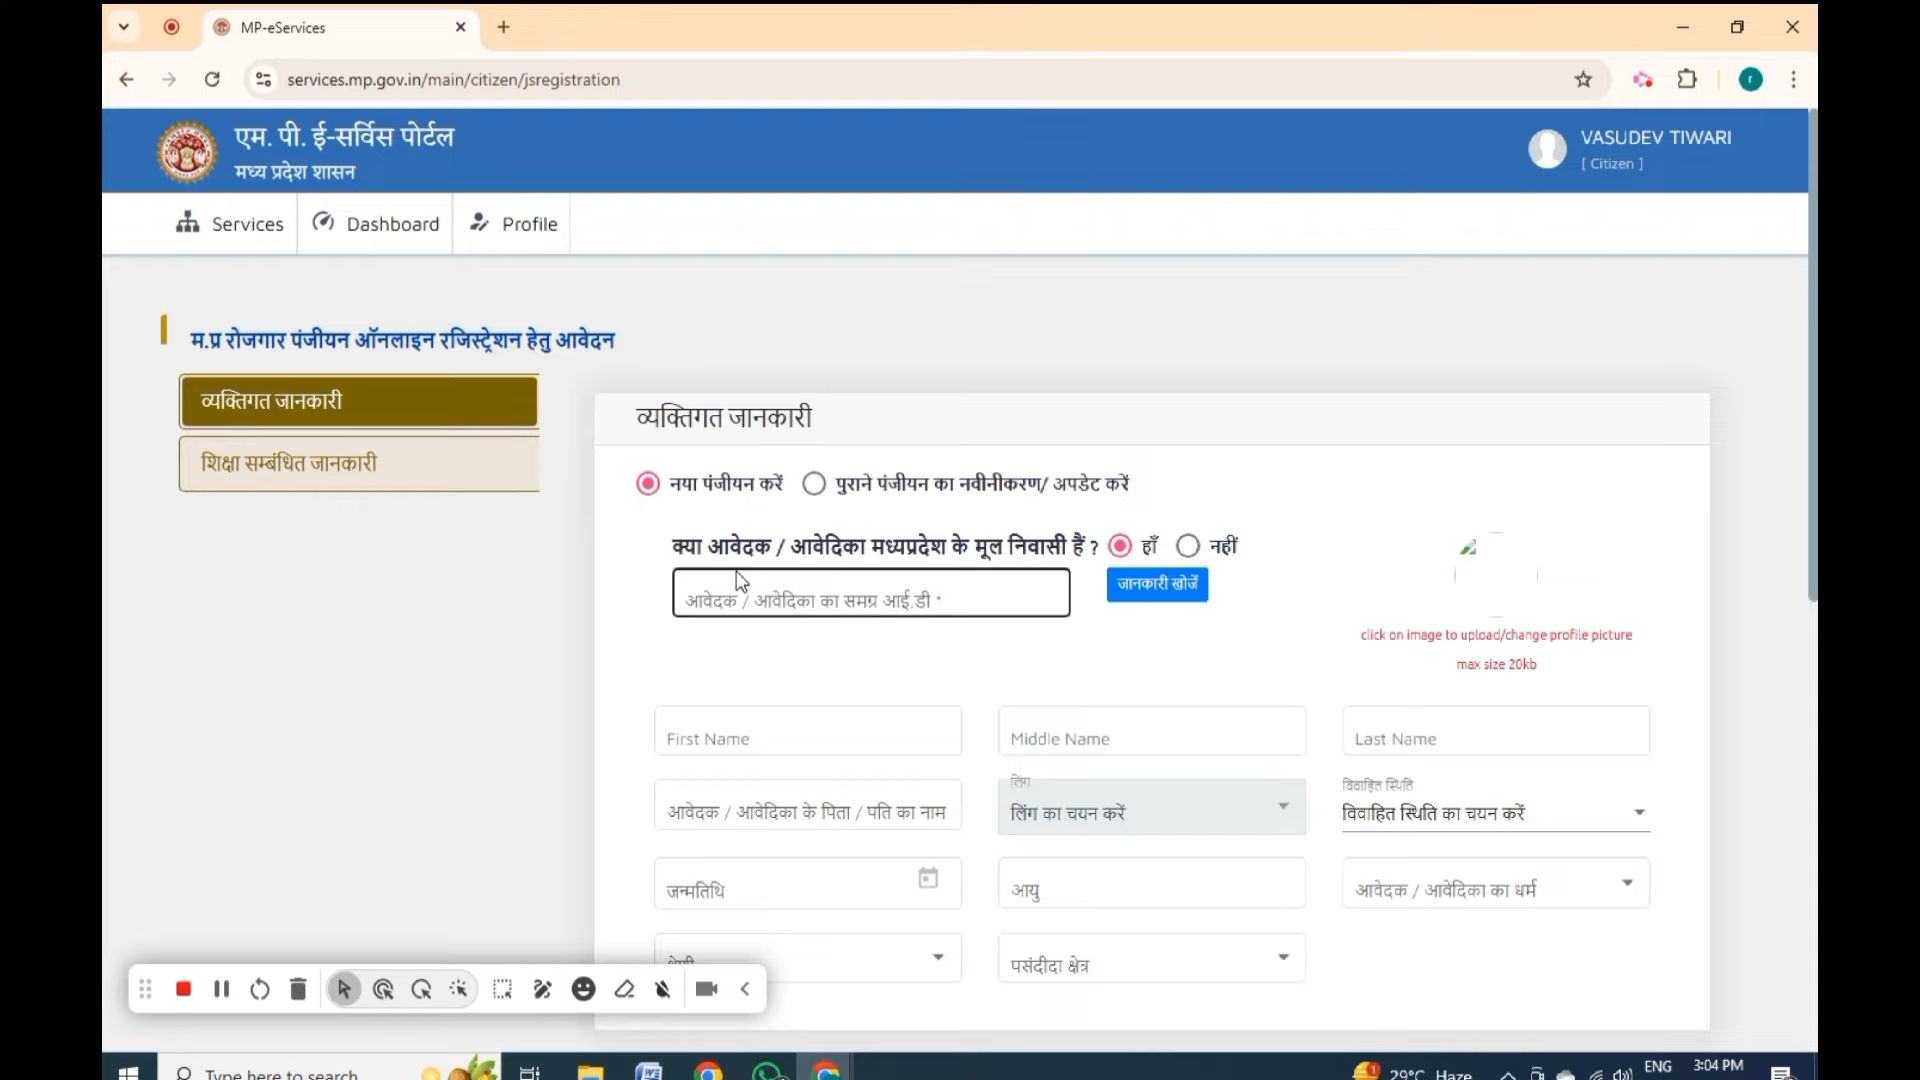 MP-eServices
services.mp.gov.in/main/citizen/jsregistration
एम. पी. ई-सर्विस पोर्टल
मध्य प्रदेश शासन
VASUDEV TIWARI
[ Citizen ]
Services
Dashboard
Profile
म.प्र रोजगार पंजीयन ऑनलाइन रजिस्ट्रेशन हेतु आवेदन
व्यक्तिगत जानकारी
शिक्षा सम्बंधित जानकारी
व्यक्तिगत जानकारी
नया पंजीयन करें
पुराने पंजीयन का नवीनीकरण/ अपडेट करें
क्या आवेदक / आवेदिका मध्यप्रदेश के मूल निवासी हैं ? हाँ नहीं
आवेदक / आवेदिका का समग्र आई.डी *
जानकारी खोजें
click on image to upload/change profile picture
max size 20kb
First Name
Middle Name
Last Name
आवेदक / आवेदिका के पिता / पति का नाम
लिंग
लिंग का चयन करें
विवाहित स्थिति
विवाहित स्थिति का चयन करें
जन्मतिथि
आयु
आवेदक / आवेदिका का धर्म
पसंदीदा क्षेत्र
Type here to search
29°C Haze
ENG
3:04 PM